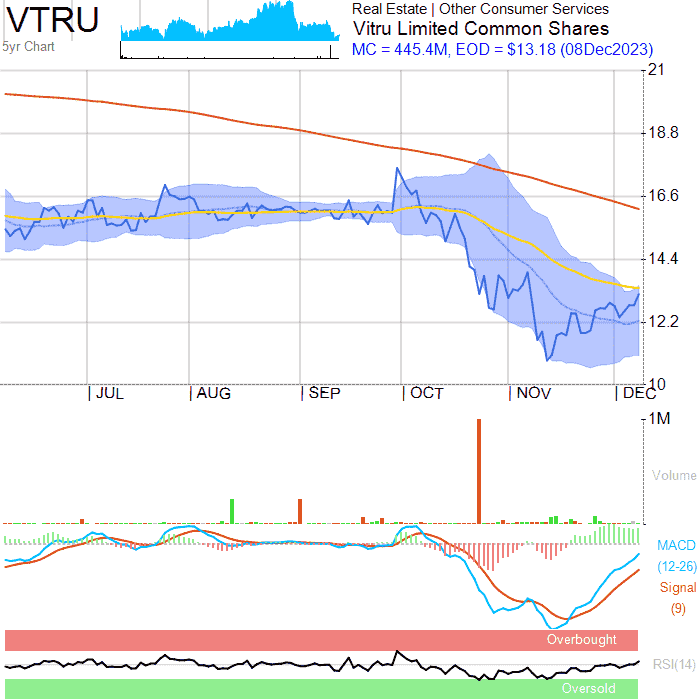 VTRU
5yr Chart
Real Estate | Other Consumer Services
Vitru Limited Common Shares
MC = 445.4M, EOD = $13.18 (08Dec2023)
21
18.8
16.6
14.4
12.2
10
JUL AUG SEP OCT NOV DEC
1M
Volume
MACD
(12-26)
Signal
(9)
Overbought
RSI(14)
Oversold